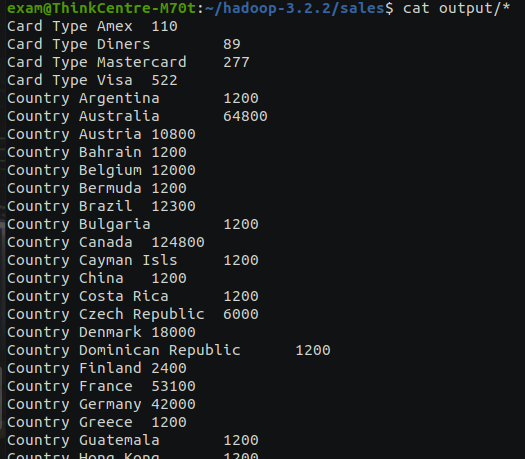 exam@ThinkCentre-M70t:~/hadoop-3.2.2/sales$ cat output/*
Card Type Amex	110
Card Type Diners	89
Card Type Mastercard	277
Card Type Visa	522
Country Argentina	1200
Country Australia	64800
Country Austria	10800
Country Bahrain	1200
Country Belgium	12000
Country Bermuda	1200
Country Brazil	12300
Country Bulgaria	1200
Country Canada	124800
Country Cayman Isls	1200
Country China	1200
Country Costa Rica	1200
Country Czech Republic	6000
Country Denmark	18000
Country Dominican Republic	1200
Country Finland	2400
Country France	53100
Country Germany	42000
Country Greece	1200
Country Guatemala	1200
Country Hong Kong	1200